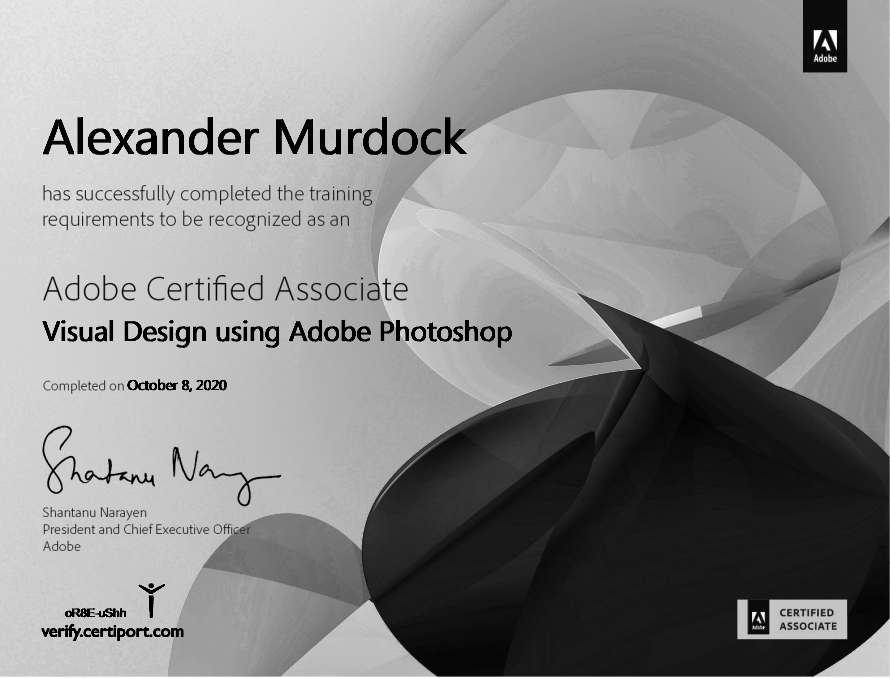 Adobe
Alexander Murdock
has successfully completed the training
requirements to be recognized as an
Adobe Certified Associate
Visual Design using Adobe Photoshop
Completed on October 8, 2020
Shantanu Narayen
Shantanu Narayen
President and Chief Executive Officer
Adobe
oR8E-uShh
verify.certiport.com
Adobe
CERTIFIED
ASSOCIATE